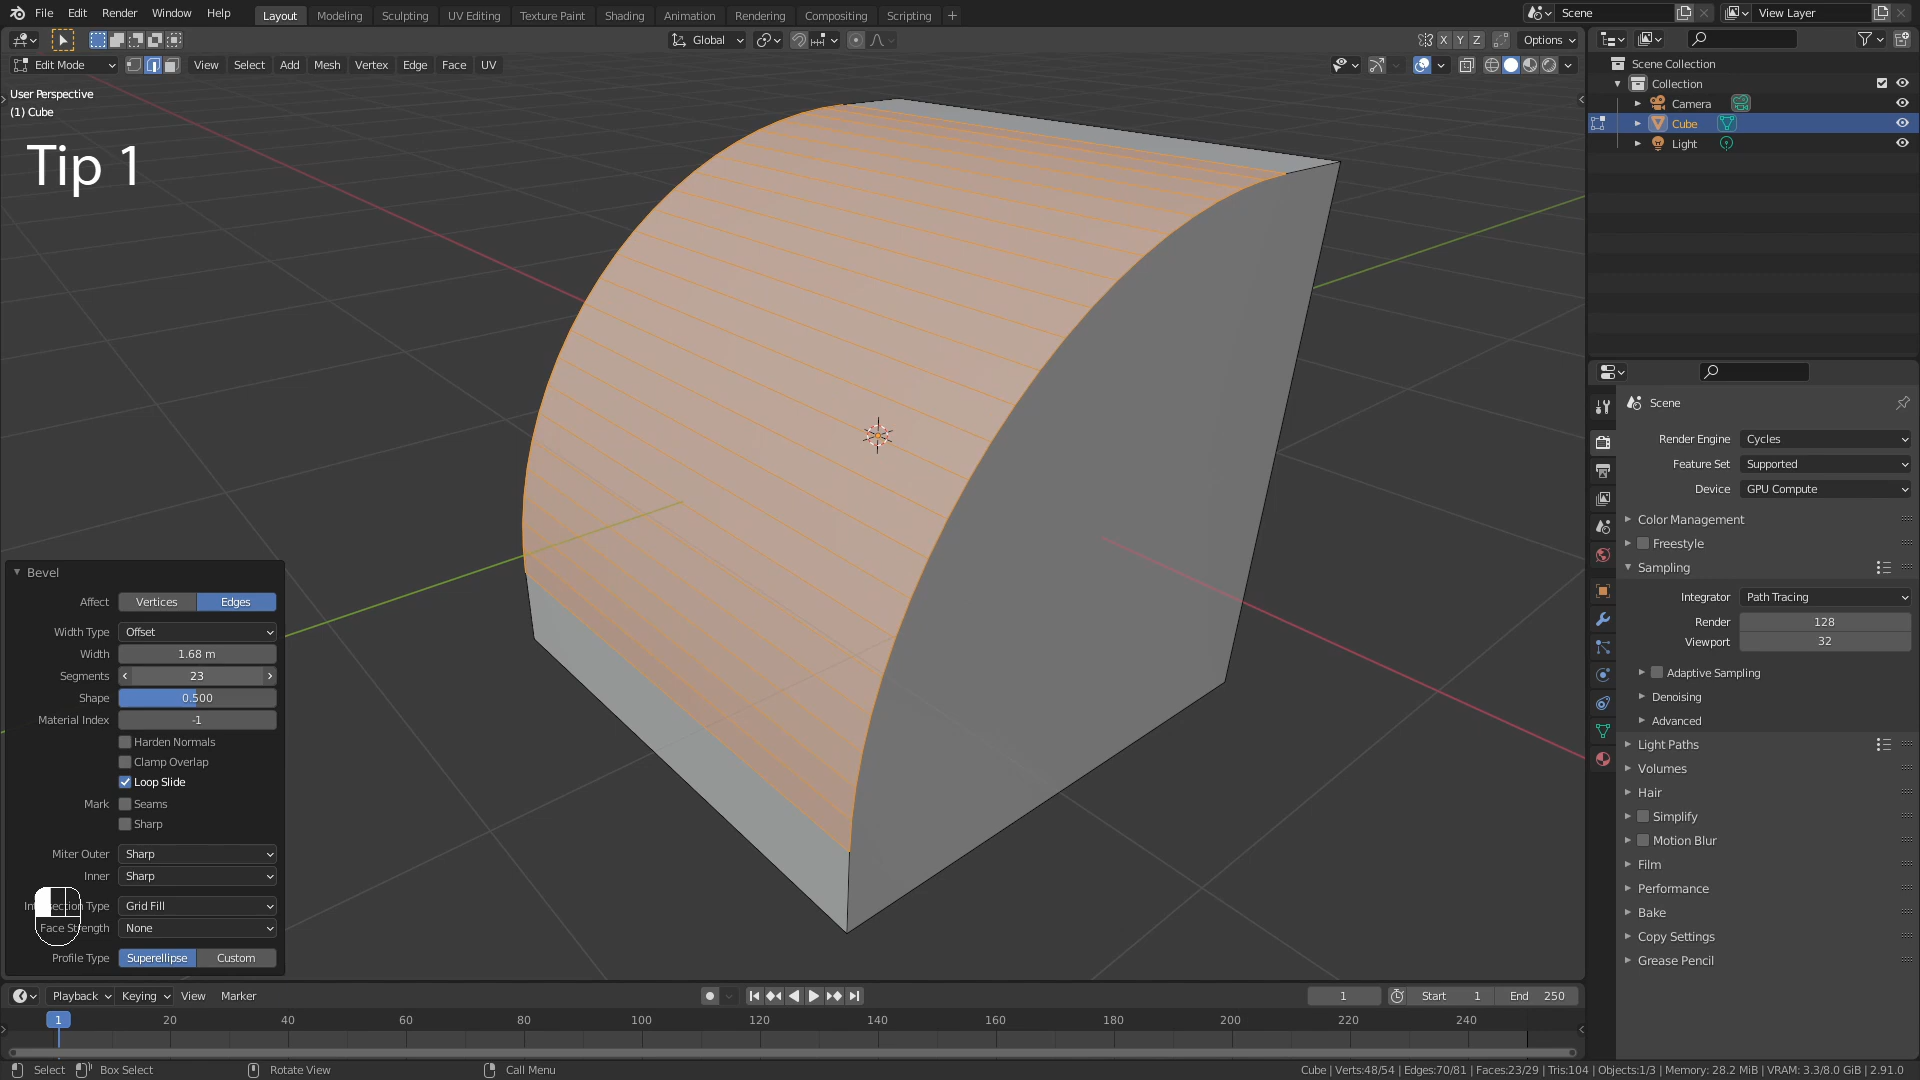 File Edit Render Window Help Layout Modeling Sculpting UV Editing Texture Paint Shading Animation Rendering Compositing Scripting + Scene View Layer
Global X Y Z Options
Edit Mode View Select Add Mesh Vertex Edge Face UV
User Perspective
(1) Cube
Tip 1
Scene Collection
Collection
Camera
Cube
Light
Scene
Render Engine Cycles
Feature Set Supported
Device GPU Compute
Color Management
Freestyle
Sampling
Integrator Path Tracing
Render 128
Viewport 32
Adaptive Sampling
Denoising
Advanced
Light Paths
Volumes
Hair
Simplify
Motion Blur
Film
Performance
Bake
Copy Settings
Grease Pencil
Bevel
Affect Vertices Edges
Width Type Offset
Width 1.68 m
Segments 23
Shape 0.500
Material Index -1
Harden Normals
Clamp Overlap
Loop Slide
Mark Seams
Sharp
Miter Outer Sharp
Inner Sharp
Type Grid Fill
Face Strength None
Profile Type Superellipse Custom
Playback Keying View Marker 1 Start 1 End 250
1 20 40 60 80 100 120 140 160 180 200 220 240
Select Box Select Rotate View Call Menu Cube | Verts:48/54 | Edges:70/81 | Faces:23/29 | Tris:104 | Objects:1/3 | Memory: 28.2 MiB | VRAM: 3.3/8.0 GiB | 2.91.0